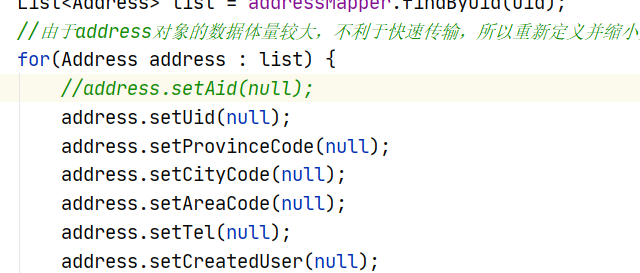 List<Address> list = addressMapper.findByUid(uid);
//由于address对象的数据体量较大，不利于快速传输，所以重新定义并缩小
for(Address address : list) {
//address.setAid(null);
address.setUid(null);
address.setProvinceCode(null);
address.setCityCode(null);
address.setAreaCode(null);
address.setTel(null);
address.setCreatedUser(null);